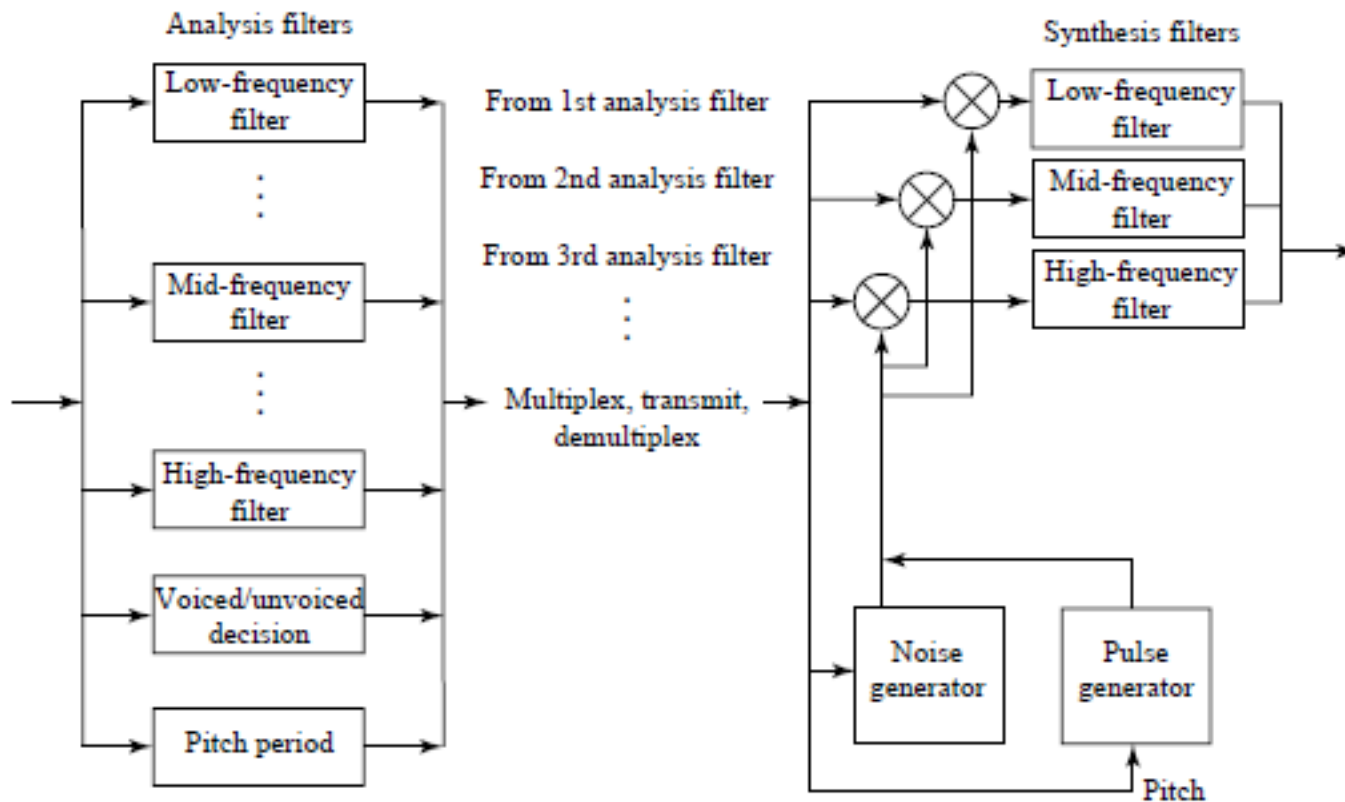 Analysis filters
Low-frequency
filter
Mid-frequency
filter
High-frequency
filter
Voiced/unvoiced
decision
Pitch period
From 1st analysis filter
From 2nd analysis filter
From 3rd analysis filter
Multiplex, transmit,
demultiplex
Synthesis filters
Low-frequency
filter
Mid-frequency
filter
High-frequency
filter
Noise
generator
Pulse
generator
Pitch